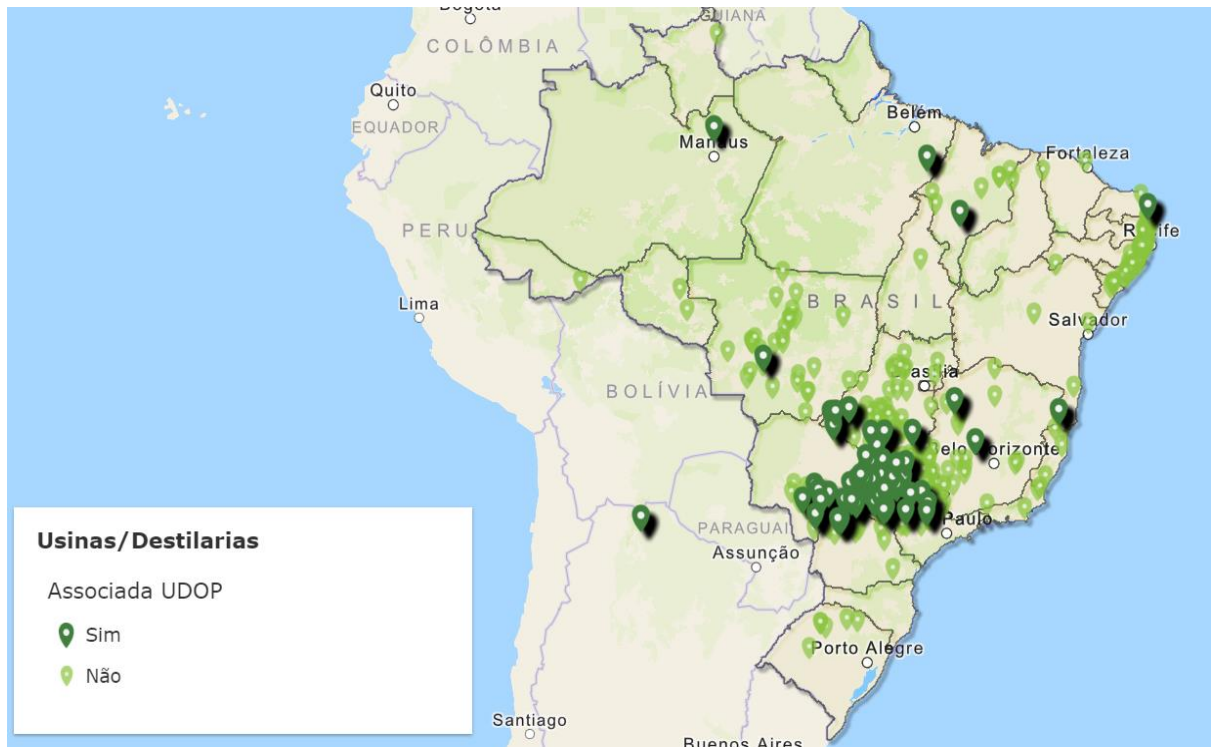 Bogotá
GUIANA
COLÔMBIA
Quito
EQUADOR
Belém
Manaus
Fortaleza
PERU
Recife
Lima
BRASIL
Salvador
Brasília
BOLÍVIA
Belo Horizonte
PARAGUAI
Paulo
Assunção
Usinas/Destilarias
Associada UDOP
Sim
Não
Porto Alegre
Santiago
Buenos Aires